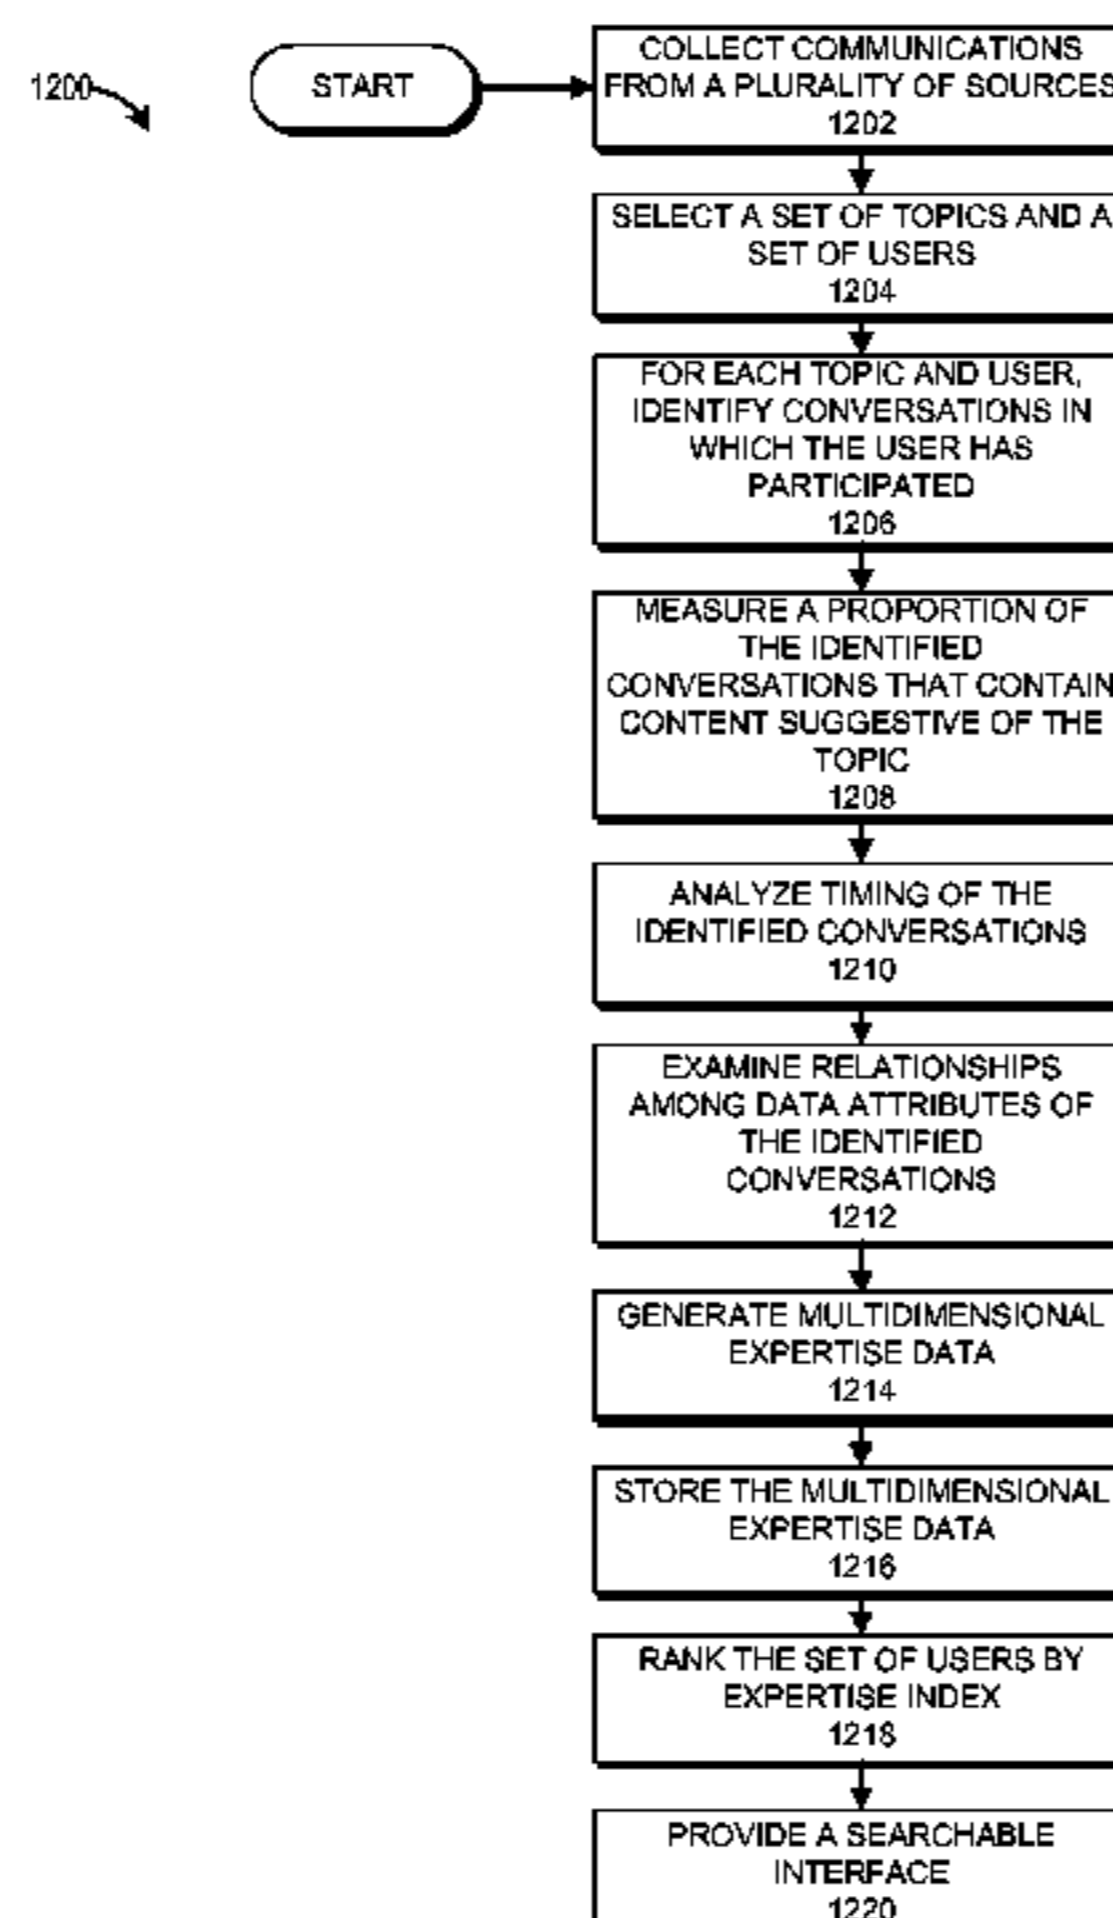 1200
START
COLLECT COMMUNICATIONS
FROM A PLURALITY OF SOURCES
1202
SELECT A SET OF TOPICS AND A
SET OF USERS
1204
FOR EACH TOPIC AND USER,
IDENTIFY CONVERSATIONS IN
WHICH THE USER HAS
PARTICIPATED
1206
MEASURE A PROPORTION OF
THE IDENTIFIED
CONVERSATIONS THAT CONTAIN
CONTENT SUGGESTIVE OF THE
TOPIC
1208
ANALYZE TIMING OF THE
IDENTIFIED CONVERSATIONS
1210
EXAMINE RELATIONSHIPS
AMONG DATA ATTRIBUTES OF
THE IDENTIFIED
CONVERSATIONS
1212
GENERATE MULTIDIMENSIONAL
EXPERTISE DATA
1214
STORE THE MULTIDIMENSIONAL
EXPERTISE DATA
1216
RANK THE SET OF USERS BY
EXPERTISE INDEX
1218
PROVIDE A SEARCHABLE
INTERFACE
1220